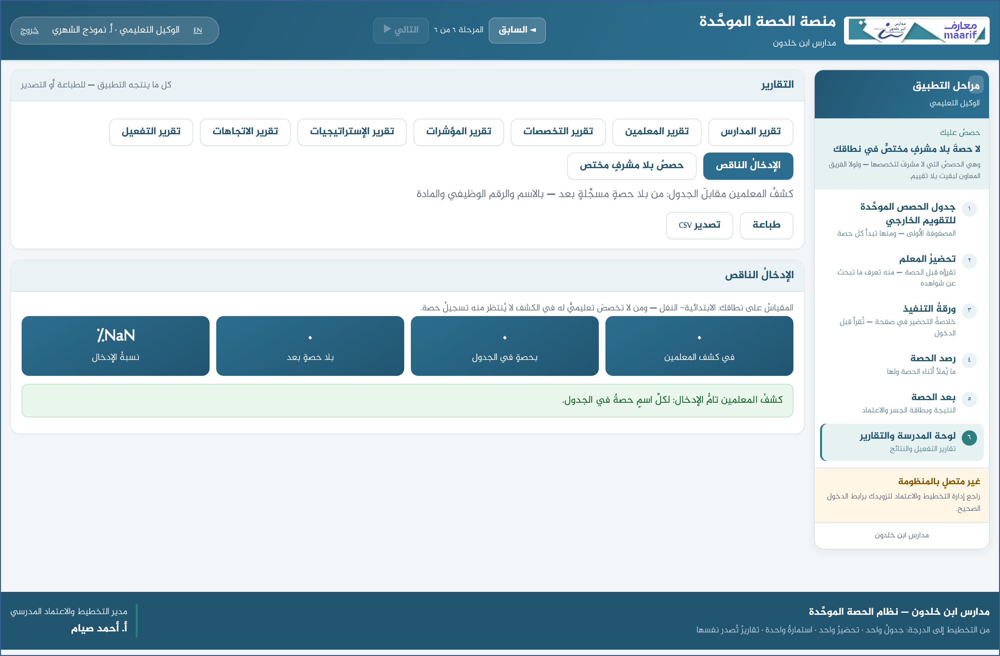 معارف
maarif
مدارس
ابن خلدون
Ibn Khaldun Schools
منصة الحصة الموحَّدة
مدارس ابن خلدون
◄ السابق
المرحلة ٦ من ٦
التالي ►
EN
الوكيل التعليمي · أ. نموذج الشهري
خروج
مراحل التطبيق
الوكيل التعليمي
حصصٌ عليك
لا حصةَ بلا مشرفٍ مختصٍّ في نطاقك
وهي الحصصُ التي لا مشرفَ لتخصصها — ولولا الفريق
المعاون لبقيت بلا تقييم.
١
جدول الحصص الموحَّدة
للتقويم الخارجي
المصفوفة الأولى — ومنها تبدأ كل حصة
٢
تحضيرُ المعلم
تقرؤه قبل الحصة — منه تعرف ما تبحث
عن شواهده
٣
ورقةُ التنفيذ
خلاصةُ التحضير في صفحة — تُقرأ قبل
الدخول
٤
رصد الحصة
ما يُملأ أثناء الحصة ولها
٥
بعد الحصة
النتيجة وبطاقة الجسر والاعتماد
٦
لوحة المدرسة والتقارير
تقارير التفعيل والنتائج
غير متصلٍ بالمنظومة
راجع إدارة التخطيط والاعتماد لتزويدك برابط الدخول
الصحيح.
مدارس ابن خلدون
التقارير
كل ما ينتجه التطبيق — للطباعة أو التصدير
تقرير المدارس
تقرير المعلمين
تقرير التخصصات
تقرير المؤشرات
تقرير الإستراتيجيات
تقرير الاتجاهات
تقرير التفعيل
الإدخالُ الناقص
حصصٌ بلا مشرفٍ مختص
كشفُ المعلمين مقابلَ الجدول: من بلا حصةٍ مسجَّلةٍ بعد — بالاسم والرقم الوظيفي والمادة
طباعة
تصدير CSV
الإدخالُ الناقص
المقياسُ على نطاقك: الابتدائية- النفل — ومن لا تخصصَ تعليميٌّ له في الكشف لا يُنتظر منه تسجيلُ حصة.
٠
في كشف المعلمين
٠
بحصةٍ في الجدول
٠
بلا حصةٍ بعد
NaN٪
نسبةُ الإدخال
كشفُ المعلمين تامُّ الإدخال: لكلِّ اسمٍ حصةٌ في الجدول.
مدارس ابن خلدون — نظام الحصة الموحَّدة
من التخطيط إلى الدرجة: جدولٌ واحد · تحضيرٌ واحد · استمارةٌ واحدة · تقاريرُ تُصدر نفسها
مدير التخطيط والاعتماد المدرسي
أ. أحمد صيام